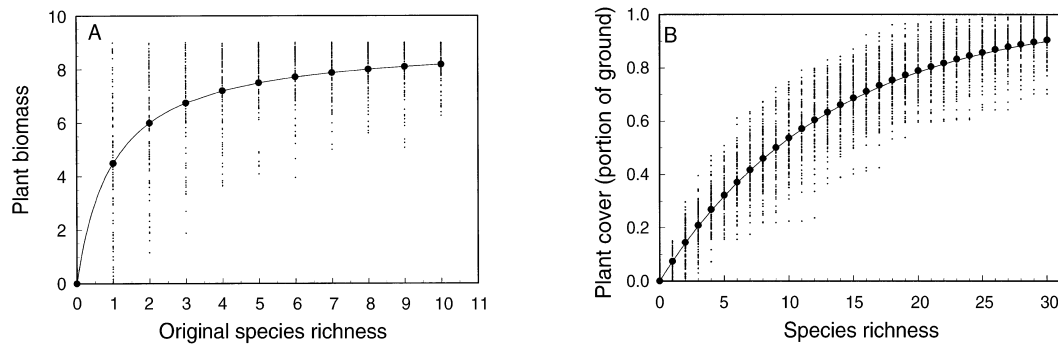 A
Plant biomass
10
8
6
4
2
0
0 1 2 3 4 5 6 7 8 9 10 11
Original species richness
B
Plant cover (portion of ground)
1.0
0.8
0.6
0.4
0.2
0.0
0 5 10 15 20 25 30
Species richness